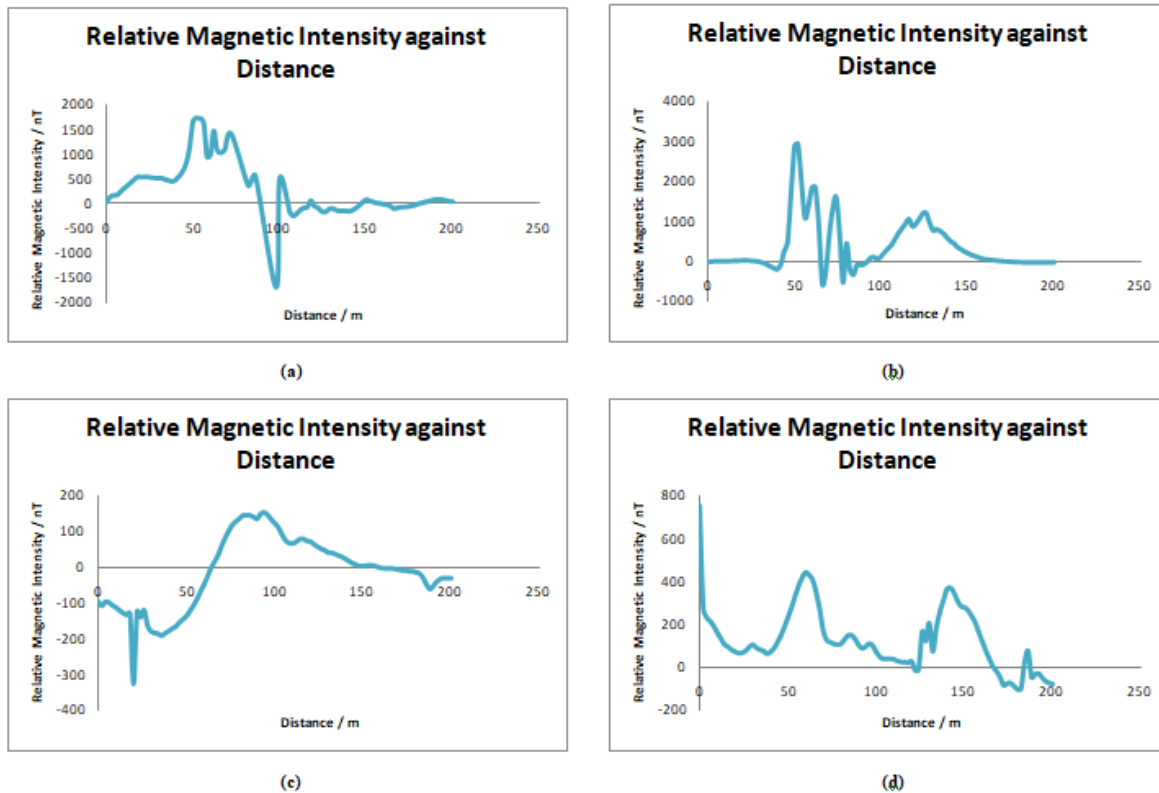 Relative Magnetic Intensity against
Distance
Relative Magnetic Intensity / nT
2000
1500
1000
500
0
-500
-1000
-1500
-2000
0
50
100
150
200
250
Distance / m
(a)
Relative Magnetic Intensity against
Distance
Relative Magnetic Intensity / nT
4000
3000
2000
1000
0
-1000
0
50
100
150
200
250
Distance / m
(b)
Relative Magnetic Intensity against
Distance
Relative Magnetic Intensity / nT
200
100
0
-100
-200
-300
-400
0
50
100
150
200
250
Distance / m
(c)
Relative Magnetic Intensity against
Distance
Relative Magnetic Intensity / nT
800
600
400
200
0
-200
0
50
100
150
200
250
Distance / m
(d)